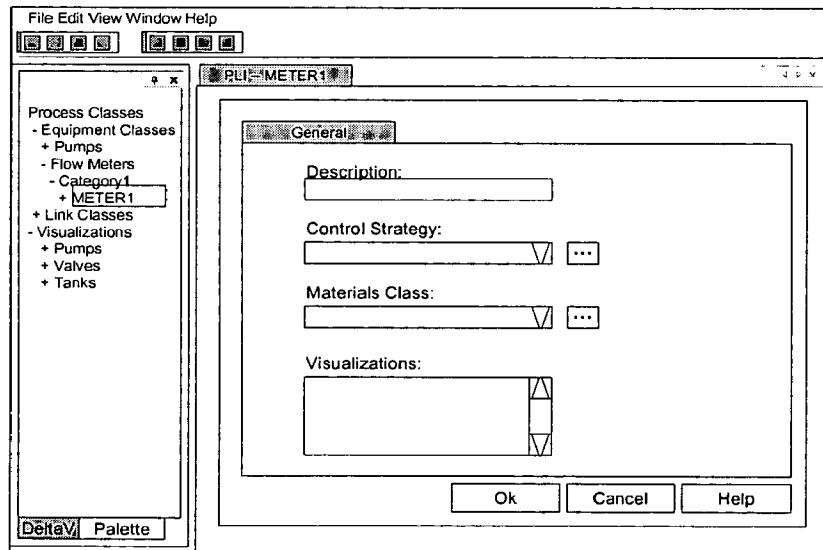 File Edit View Window Help
PLI - METER1
Process Classes
- Equipment Classes
+ Pumps
- Flow Meters
- Category1
+ METER1
+ Link Classes
- Visualizations
+ Pumps
+ Valves
+ Tanks
General
Description:
Control Strategy:
...
Materials Class:
...
Visualizations:
Ok Cancel Help
DeltaV Palette